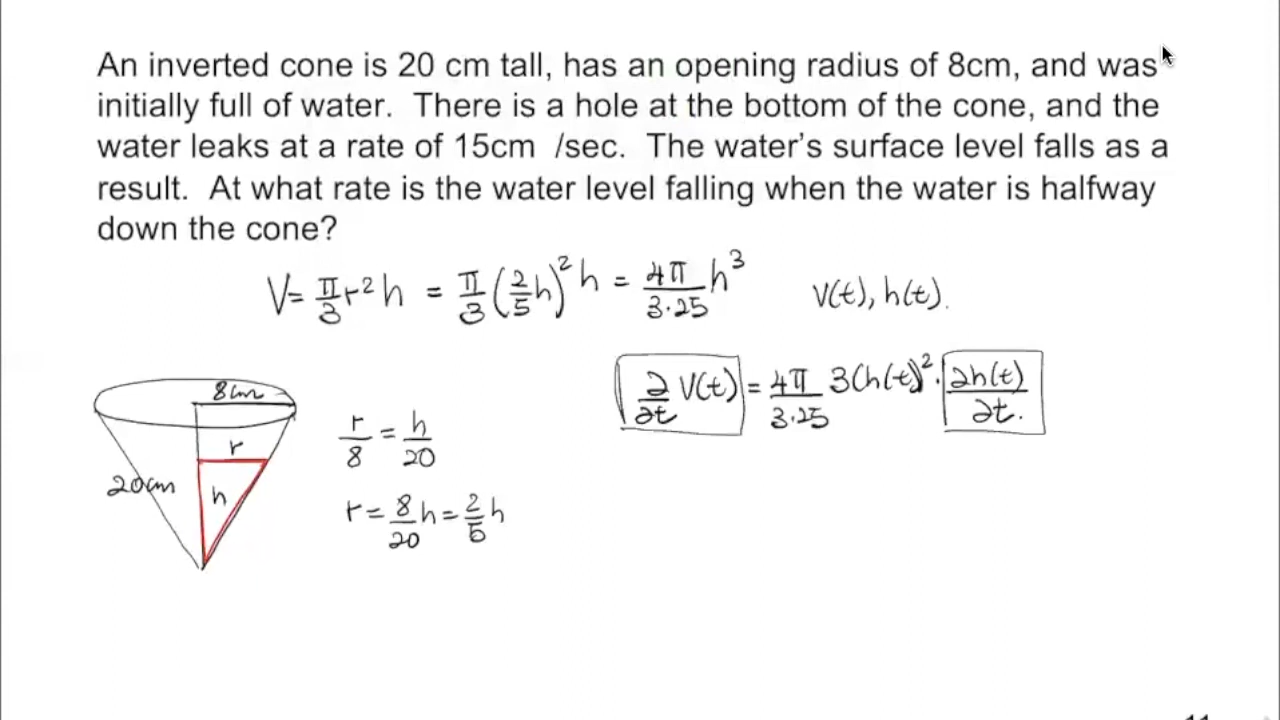 An inverted cone is 20 cm tall, has an opening radius of 8cm, and was
initially full of water. There is a hole at the bottom of the cone, and the
water leaks at a rate of 15cm /sec. The water's surface level falls as a
result. At what rate is the water level falling when the water is halfway
down the cone?
V= π/3 r² h = π/3 (2/5 h)² h = 4π/3·25 h³ V(t), h(t).
∂/∂t V(t) = 4π/3·25 3(h(t))² · ∂h(t)/∂t.
8cm
r
20cm
h
r/8 = h/20
r = 8/20 h = 2/5 h